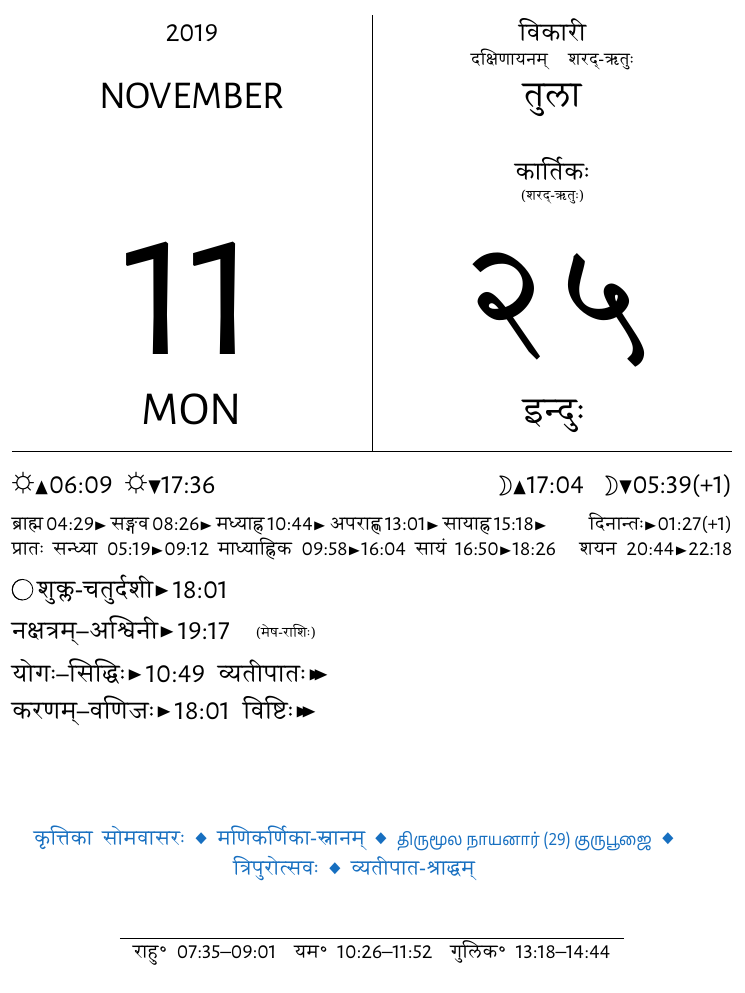 2019
NOVEMBER
11
MON
विकारी
दक्षिणायनम् शरद्-ऋतुः
तुला
कार्तिकः
(शरद्-ऋतुः)
२५
इन्दुः
☼▲06:09 ☼▼17:36 ☽▲17:04 ☽▼05:39(+1)
ब्राह्म 04:29► सङ्गव 08:26► मध्याह्न 10:44► अपराह्ण 13:01► सायाह्न 15:18► दिनान्तः►01:27(+1)
प्रातः सन्ध्या 05:19►09:12 माध्याह्निक 09:58►16:04 सायं 16:50►18:26 शयन 20:44►22:18
◯ शुक्ल-चतुर्दशी►18:01
नक्षत्रम्–अश्विनी►19:17 (मेष-राशिः)
योगः–सिद्धिः►10:49 व्यतीपातः►►
करणम्–वणिजः►18:01 विष्टिः►►
कृत्तिका सोमवासरः ◆ मणिकर्णिका-स्नानम् ◆ திருமூல நாயனார் (29) குருபூஜை ◆
त्रिपुरोत्सवः ◆ व्यतीपात-श्राद्धम्
राहु॰ 07:35–09:01 यम॰ 10:26–11:52 गुलिक॰ 13:18–14:44